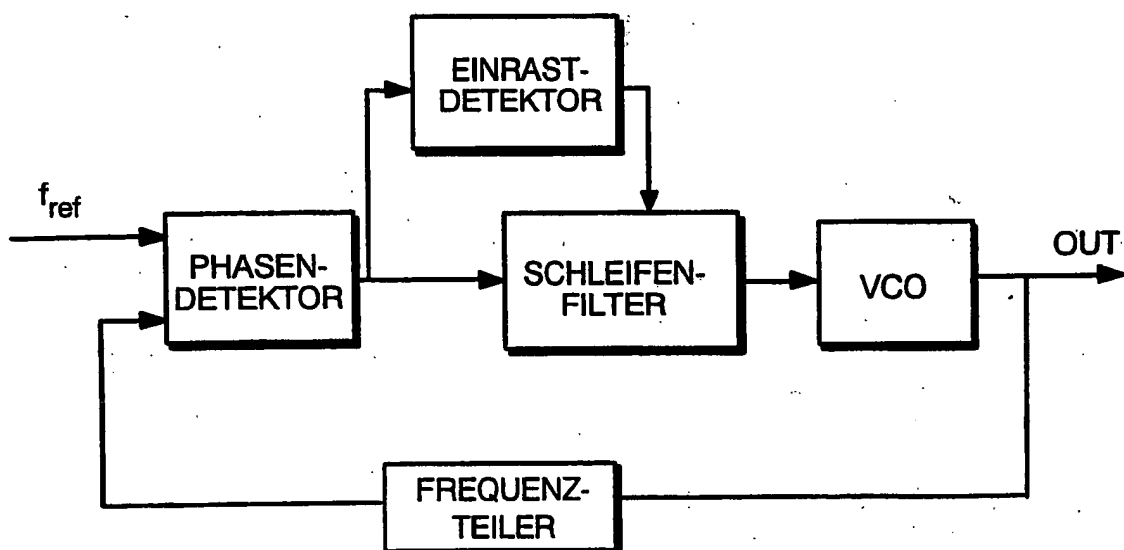 EINRAST-
DETEKTOR
f_ref
PHASEN-
DETEKTOR
SCHLEIFEN-
FILTER
VCO
OUT
FREQUENZ-
TEILER